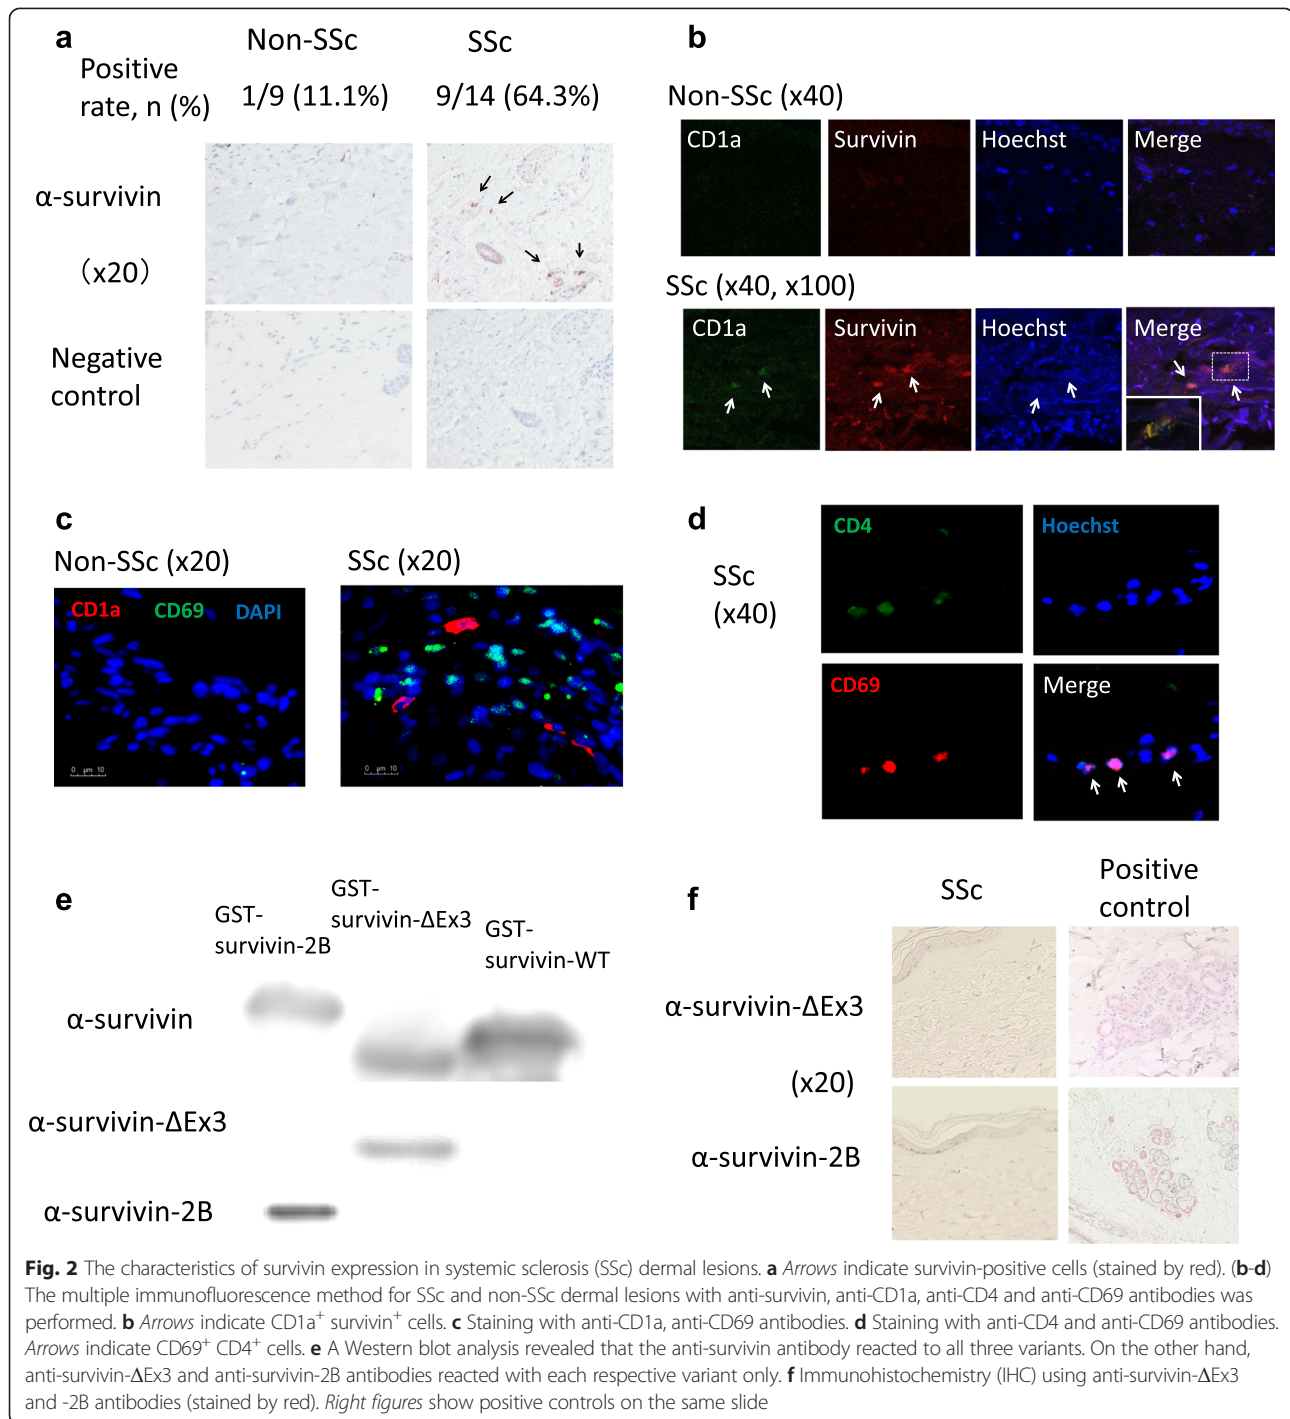 a
Non-SSc
SSc
Positive
rate, n (%)
1/9 (11.1%)
9/14 (64.3%)
α-survivin
（x20）
Negative
control
b
Non-SSc (x40)
CD1a
Survivin
Hoechst
Merge
SSc (x40, x100)
CD1a
Survivin
Hoechst
Merge
c
Non-SSc (x20)
SSc (x20)
CD1a
CD69
DAPI
0 μm 10
0 μm 10
d
SSc
(x40)
CD4
Hoechst
CD69
Merge
e
GST-
survivin-2B
GST-
survivin-ΔEx3
GST-
survivin-WT
α-survivin
α-survivin-ΔEx3
α-survivin-2B
f
SSc
Positive
control
α-survivin-ΔEx3
(x20)
α-survivin-2B
Fig. 2 The characteristics of survivin expression in systemic sclerosis (SSc) dermal lesions. a Arrows indicate survivin-positive cells (stained by red). (b-d)
The multiple immunofluorescence method for SSc and non-SSc dermal lesions with anti-survivin, anti-CD1a, anti-CD4 and anti-CD69 antibodies was
performed. b Arrows indicate CD1a⁺ survivin⁺ cells. c Staining with anti-CD1a, anti-CD69 antibodies. d Staining with anti-CD4 and anti-CD69 antibodies.
Arrows indicate CD69⁺ CD4⁺ cells. e A Western blot analysis revealed that the anti-survivin antibody reacted to all three variants. On the other hand,
anti-survivin-ΔEx3 and anti-survivin-2B antibodies reacted with each respective variant only. f Immunohistochemistry (IHC) using anti-survivin-ΔEx3
and -2B antibodies (stained by red). Right figures show positive controls on the same slide